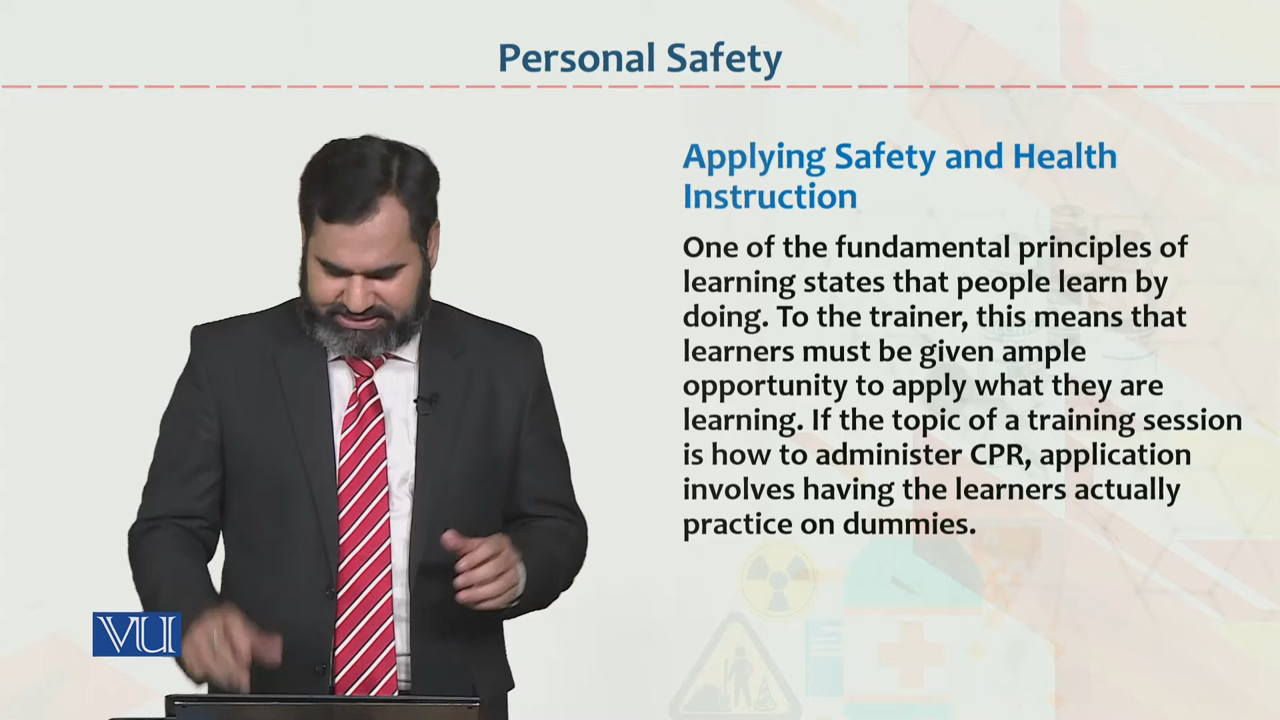 Personal Safety
Applying Safety and Health
Instruction
One of the fundamental principles of
learning states that people learn by
doing. To the trainer, this means that
learners must be given ample
opportunity to apply what they are
learning. If the topic of a training session
is how to administer CPR, application
involves having the learners actually
practice on dummies.
VU